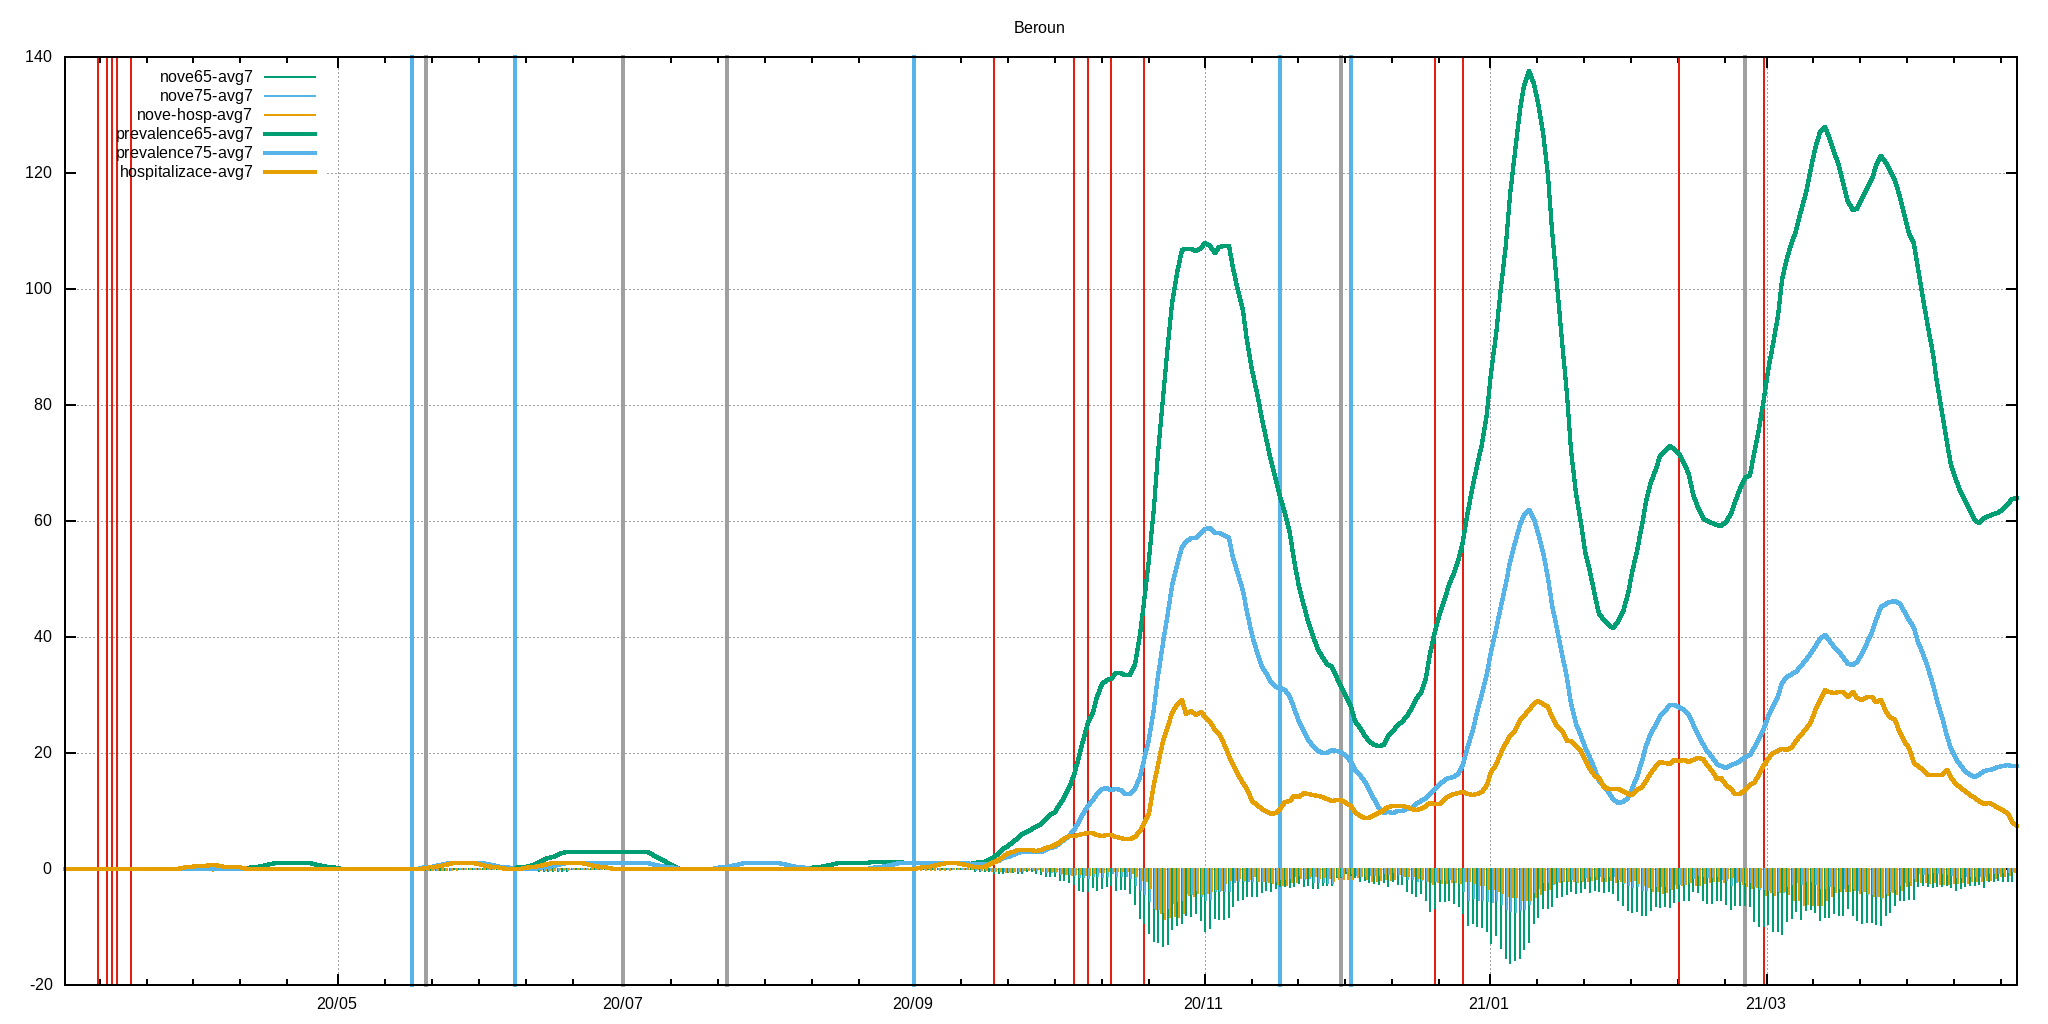 Beroun
140
120
100
80
60
40
20
0
-20
nove65-avg7
nove75-avg7
nove-hosp-avg7
prevalence65-avg7
prevalence75-avg7
hospitalizace-avg7
20/05 20/07 20/09 20/11 21/01 21/03